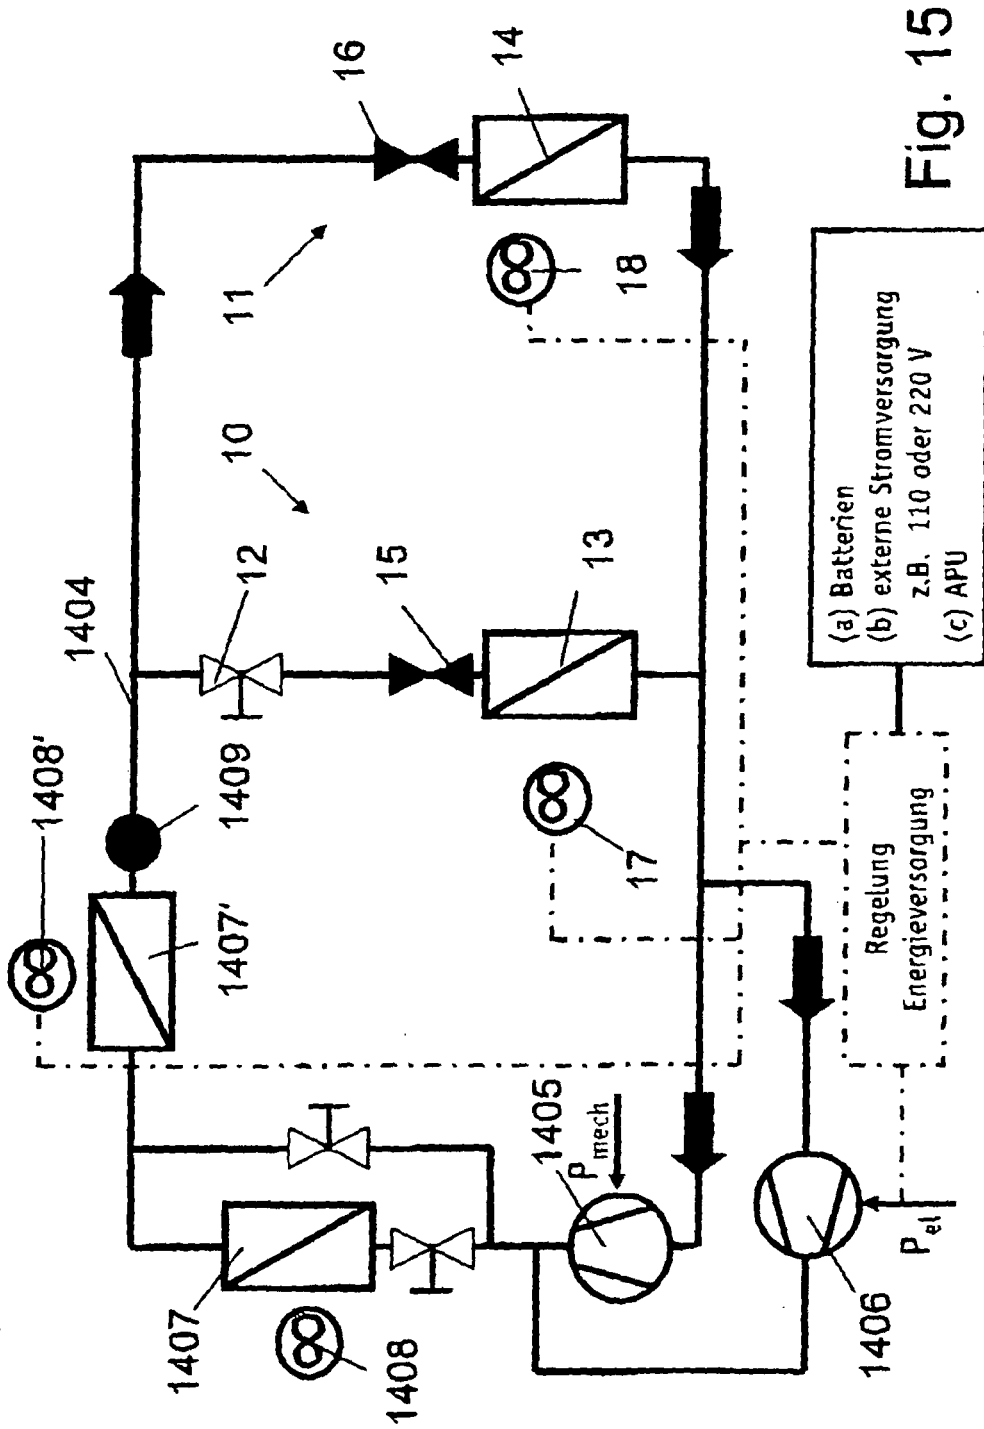 1408'
1404
1409
1407'
12
10
11
16
14
15
13
18
17
1407
1408
1405
P mech
1406
P el
Regelung
Energieversorgung
(a) Batterien
(b) externe Stromversorgung
z.B. 110 oder 220 V
(c) APU
Fig. 15